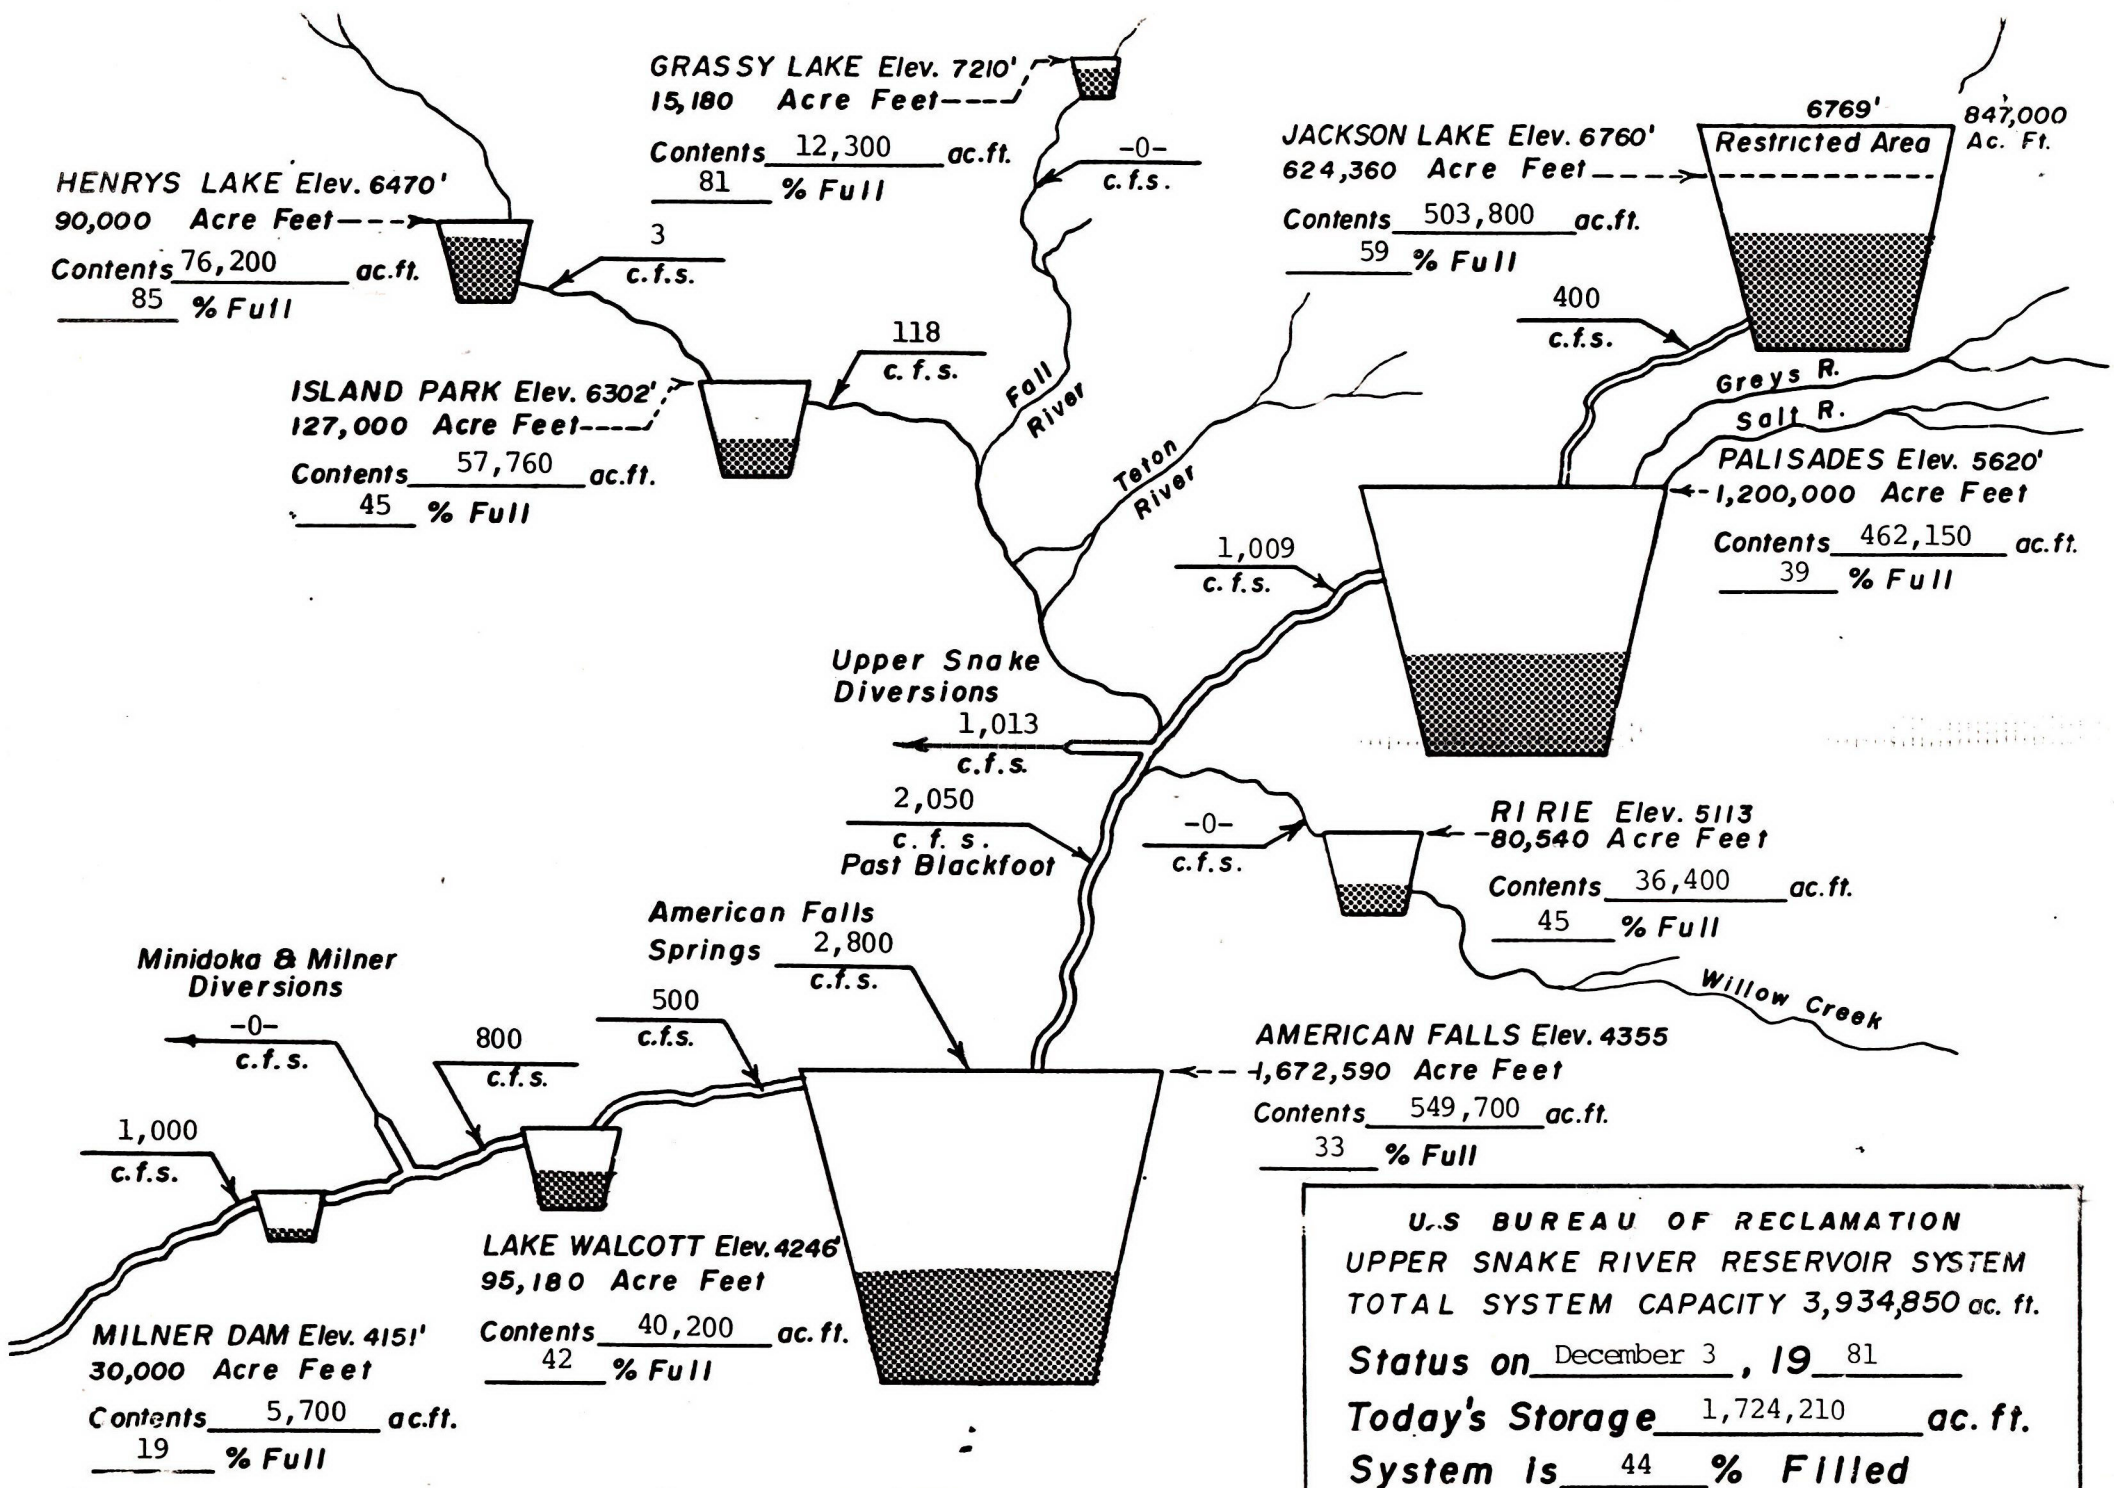 GRASSY LAKE Elev. 7210'
15,180 Acre Feet
Contents 12,300 ac.ft.
81 % Full
-0-
c.f.s.
6769'
847,000
Ac. Ft.
Restricted Area
JACKSON LAKE Elev. 6760'
624,360 Acre Feet
Contents 503,800 ac.ft.
59 % Full
400
c.f.s.
HENRYS LAKE Elev. 6470'
90,000 Acre Feet
Contents 76,200 ac.ft.
85 % Full
3
c.f.s.
118
c.f.s.
ISLAND PARK Elev. 6302'
127,000 Acre Feet
Contents 57,760 ac.ft.
45 % Full
Fall
River
Teton
River
Greys R.
Salt R.
PALISADES Elev. 5620'
1,200,000 Acre Feet
Contents 462,150 ac.ft.
39 % Full
1,009
c.f.s.
Upper Snake
Diversions
1,013
c.f.s.
2,050
c.f.s.
Past Blackfoot
-0-
c.f.s.
RIRIE Elev. 5113
80,540 Acre Feet
Contents 36,400 ac.ft.
45 % Full
Willow Creek
American Falls
Springs 2,800
c.f.s.
500
c.f.s.
Minidoka & Milner
Diversions
-0-
c.f.s.
800
c.f.s.
1,000
c.f.s.
AMERICAN FALLS Elev. 4355
1,672,590 Acre Feet
Contents 549,700 ac.ft.
33 % Full
LAKE WALCOTT Elev. 4246'
95,180 Acre Feet
Contents 40,200 ac.ft.
42 % Full
MILNER DAM Elev. 4151'
30,000 Acre Feet
Contents 5,700 ac.ft.
19 % Full
U.S BUREAU OF RECLAMATION
UPPER SNAKE RIVER RESERVOIR SYSTEM
TOTAL SYSTEM CAPACITY 3,934,850 ac. ft.
Status on December 3, 19 81
Today's Storage 1,724,210 ac. ft.
System is 44 % Filled